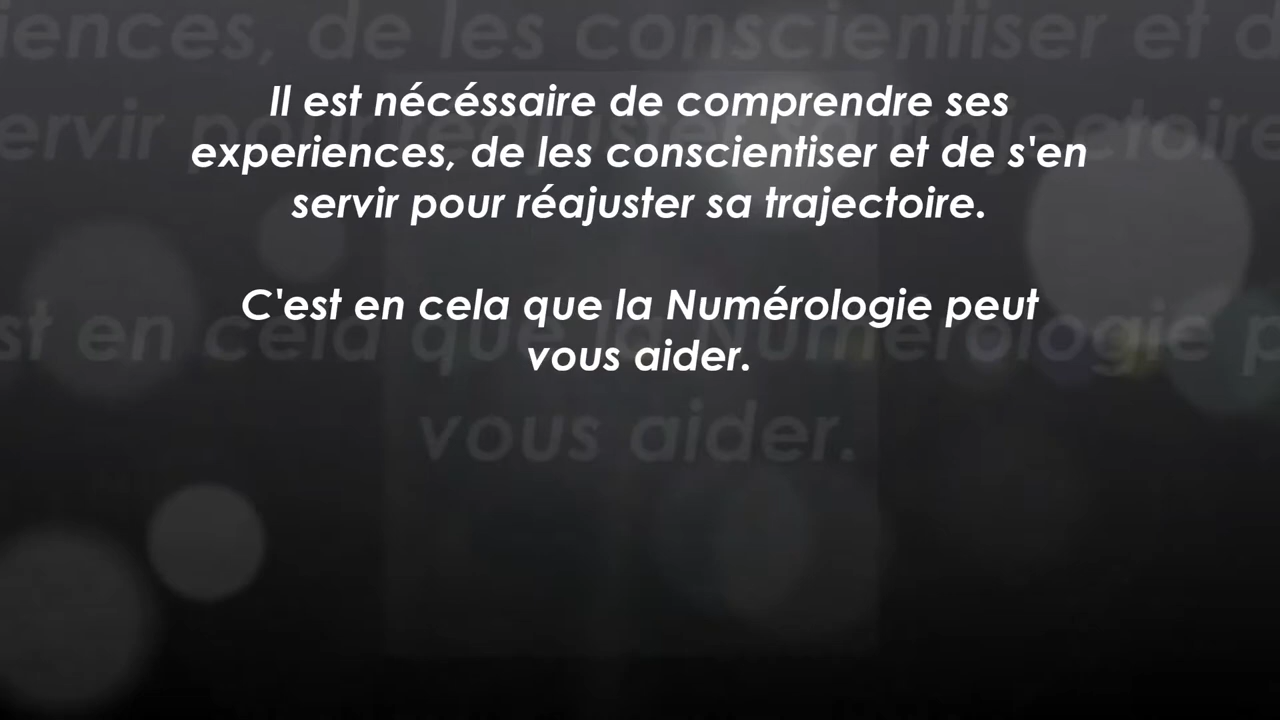 Il est nécéssaire de comprendre ses
experiences, de les conscientiser et de s'en
servir pour réajuster sa trajectoire.
C'est en cela que la Numérologie peut
vous aider.